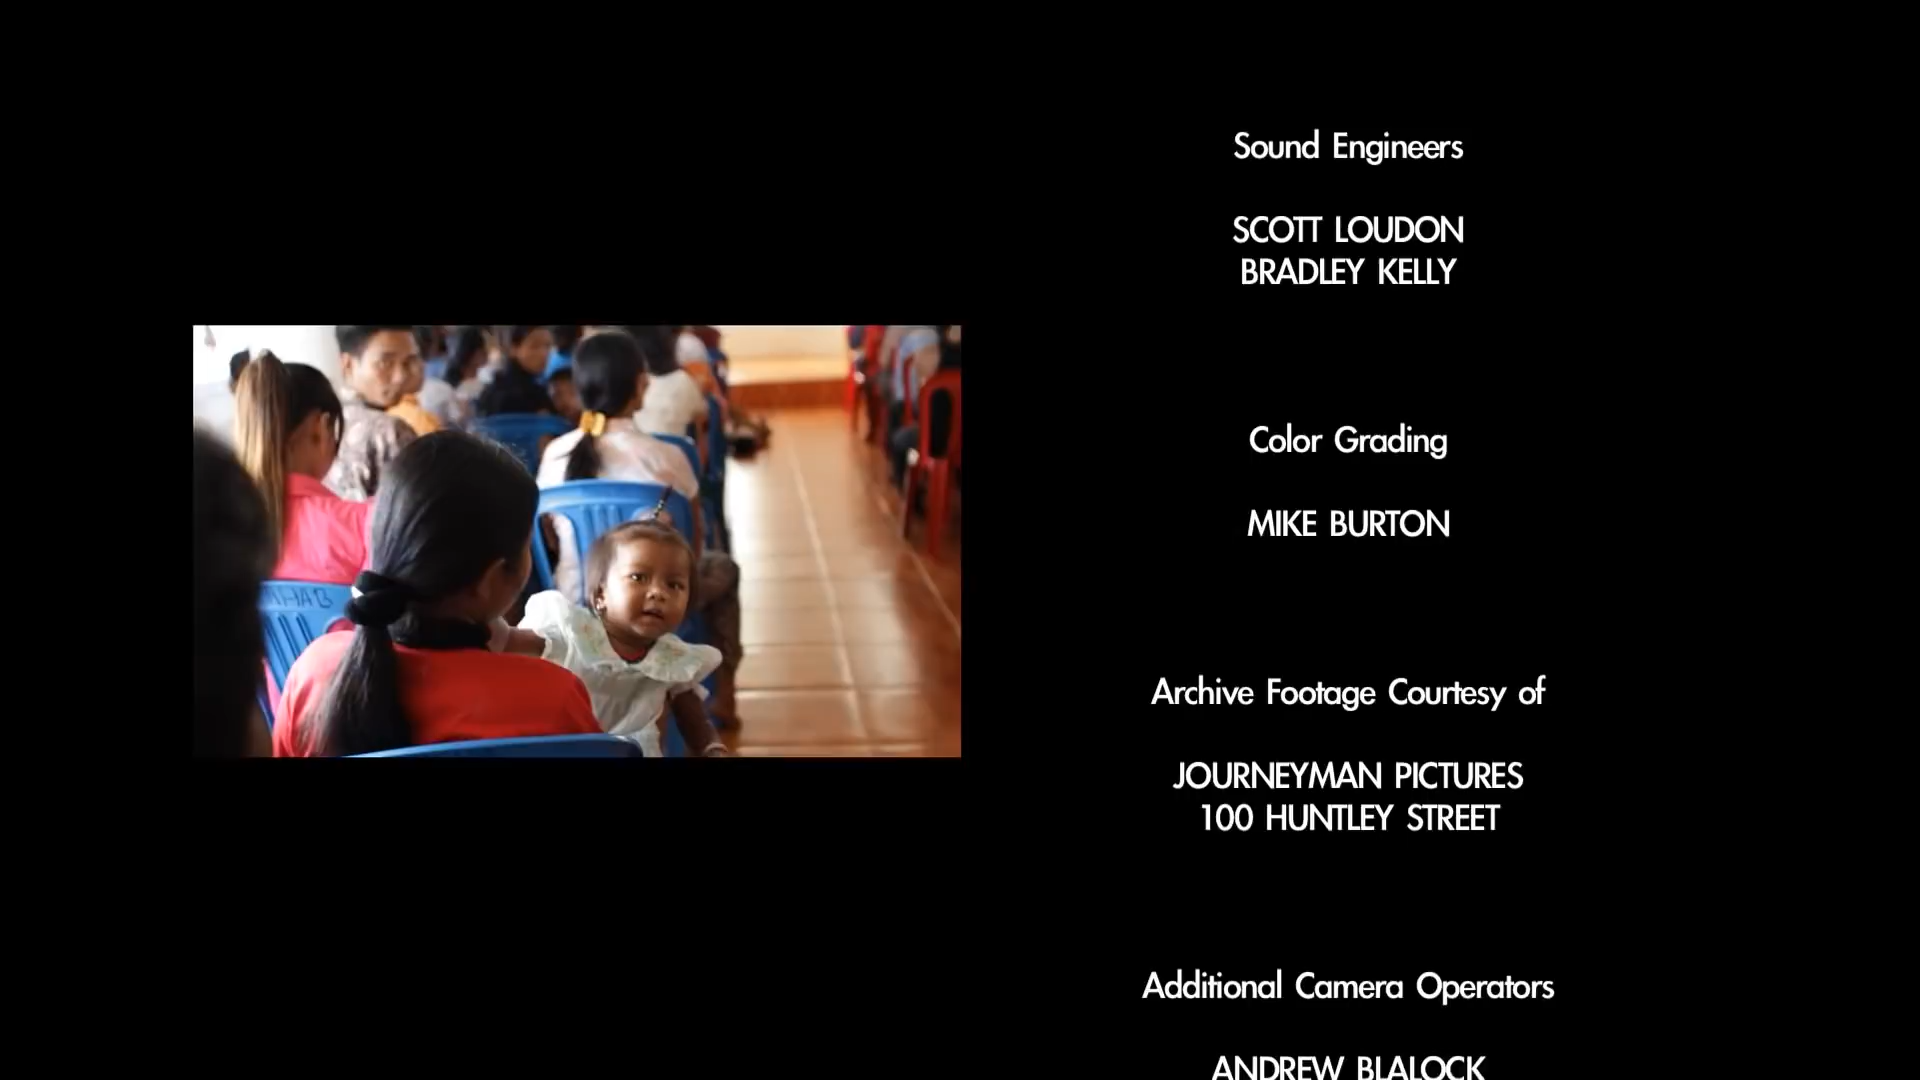 Sound Engineers
SCOTT LOUDON
BRADLEY KELLY
Color Grading
MIKE BURTON
Archive Footage Courtesy of
JOURNEYMAN PICTURES
100 HUNTLEY STREET
Additional Camera Operators
ANDREW BLALOCK